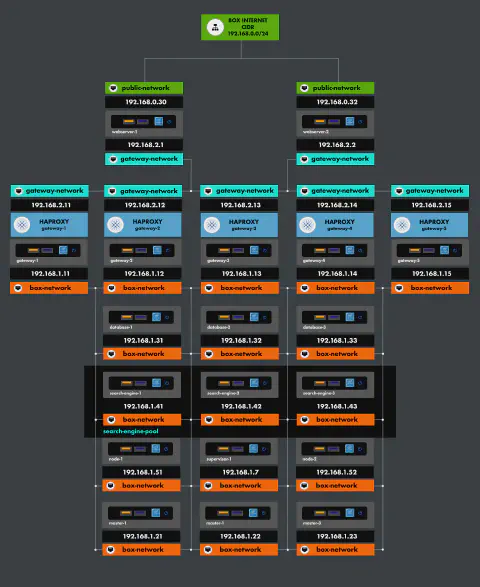 BOX INTERNET
CIDR
192.168.0.0/24
public-network
public-network
192.168.0.30
192.168.0.32
webserver-1
webserver-2
192.168.2.1
192.168.2.2
gateway-network
gateway-network
gateway-network
gateway-network
gateway-network
gateway-network
gateway-network
192.168.2.11
192.168.2.12
192.168.2.13
192.168.2.14
192.168.2.15
HAPROXY
HAPROXY
HAPROXY
HAPROXY
HAPROXY
gateway-1
gateway-2
gateway-3
gateway-4
gateway-5
gateway-1
gateway-2
gateway-3
gateway-4
gateway-5
192.168.1.11
192.168.1.12
192.168.1.13
192.168.1.14
192.168.1.15
box-network
box-network
box-network
box-network
box-network
database-1
database-2
database-3
192.168.1.31
192.168.1.32
192.168.1.33
box-network
box-network
box-network
search-engine-1
search-engine-2
search-engine-3
192.168.1.41
192.168.1.42
192.168.1.43
box-network
box-network
box-network
search-engine-pool
node-1
supervisor-1
node-2
192.168.1.51
192.168.1.7
192.168.1.52
box-network
box-network
box-network
master-1
master-1
master-3
192.168.1.21
192.168.1.22
192.168.1.23
box-network
box-network
box-network